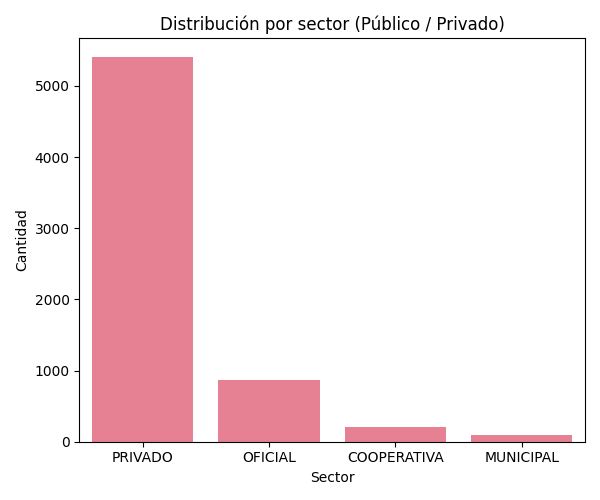 Distribución por sector (Público / Privado)
Cantidad
5000
4000
3000
2000
1000
0
PRIVADO OFICIAL COOPERATIVA MUNICIPAL
Sector